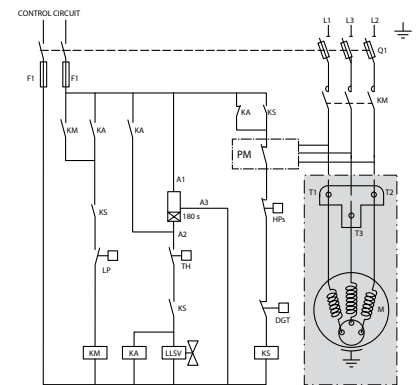 CONTROL CIRCUIT
L1 L3 L2
Q1
F1 F1
KM
KM KA KA KA KS
PM
A1
A3
180 s
T1 T2
KS A2 HPs
T3
LP TH
KS DGT M
KM KA LLSV KS